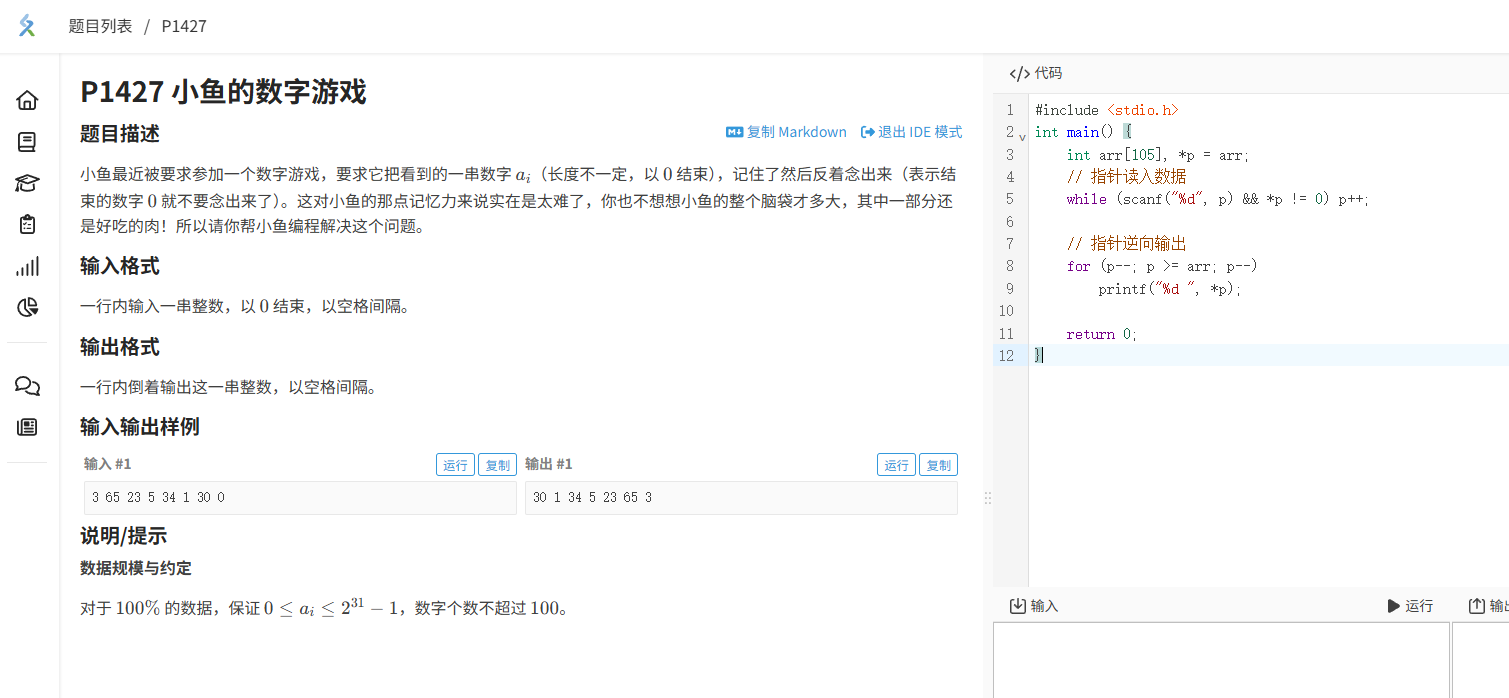 题目列表 / P1427
P1427 小鱼的数字游戏
题目描述
复制 Markdown 退出 IDE 模式
小鱼最近被要求参加一个数字游戏，要求它把看到的一串数字 aᵢ（长度不一定，以 0 结束），记住了然后反着念出来（表示结
束的数字 0 就不要念出来了）。这对小鱼的那点记忆力来说实在是太难了，你也不想想小鱼的整个脑袋才多大，其中一部分还
是好吃的肉！所以请你帮小鱼编程解决这个问题。
输入格式
一行内输入一串整数，以 0 结束，以空格间隔。
输出格式
一行内倒着输出这一串整数，以空格间隔。
输入输出样例
输入 #1 运行 复制 输出 #1 运行 复制
3 65 23 5 34 1 30 0
30 1 34 5 23 65 3
说明/提示
数据规模与约定
对于 100% 的数据，保证 0 ≤ aᵢ ≤ 2³¹ − 1，数字个数不超过 100。
</> 代码
1 #include <stdio.h>
2 int main() {
3 int arr[105], *p = arr;
4 // 指针读入数据
5 while (scanf("%d", p) && *p != 0) p++;
6
7 // 指针逆向输出
8 for (p--; p >= arr; p--)
9 printf("%d ", *p);
10
11 return 0;
12 }
输入 运行 输出